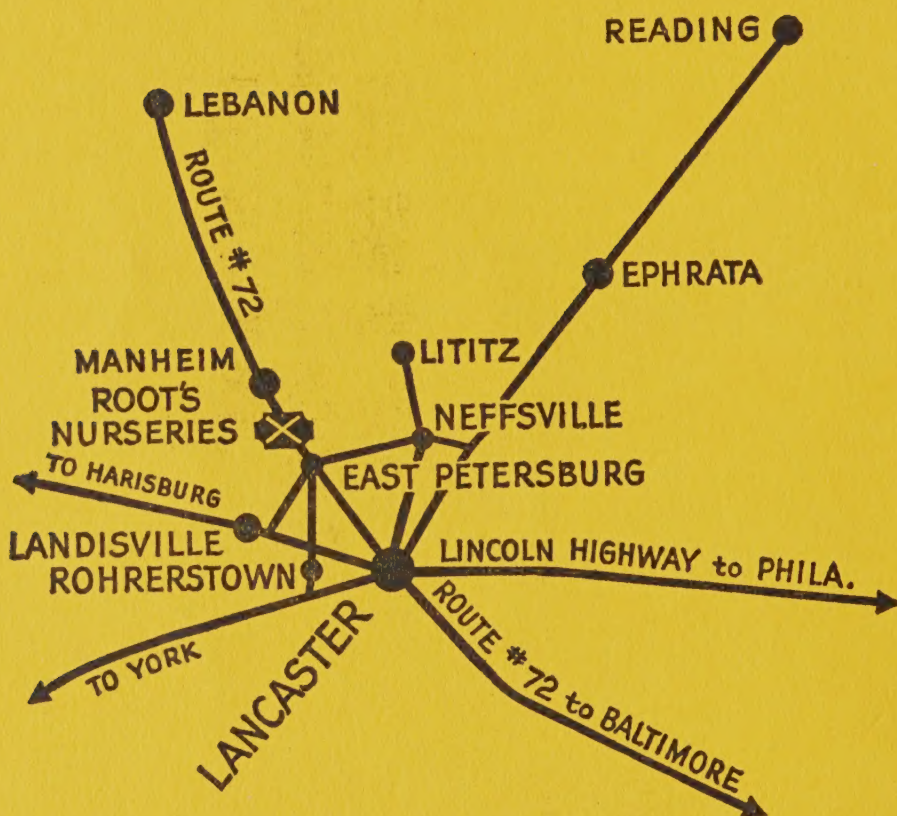 READING
LEBANON
ROUTE #72
EPHRATA
LITITZ
MANHEIM
ROOT'S
NURSERIES
NEFFSVILLE
EAST PETERSBURG
TO HARISBURG
LANDISVILLE
ROHRERSTOWN
LINCOLN HIGHWAY to PHILA.
TO YORK
LANCASTER
ROUTE #72 to BALTIMORE